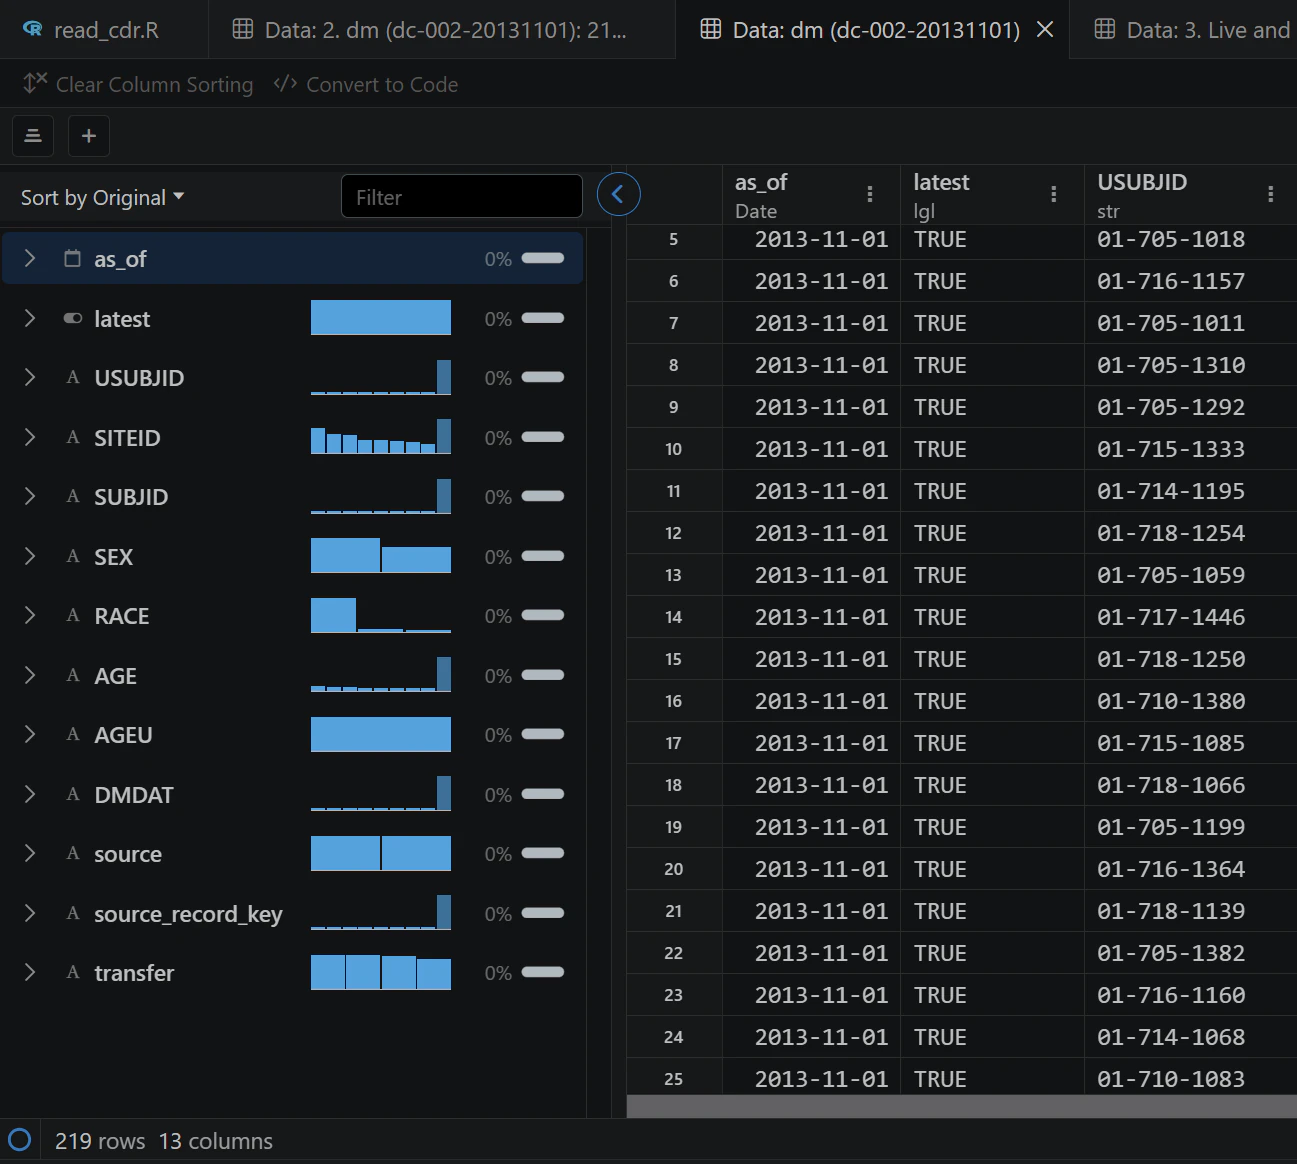 read_cdr.R
Data: 2. dm (dc-002-20131101): 21...
Data: dm (dc-002-20131101)
Data: 3. Live and
Clear Column Sorting
Convert to Code
Sort by Original
Filter
as_of 0%
latest 0%
A USUBJID 0%
A SITEID 0%
A SUBJID 0%
A SEX 0%
A RACE 0%
A AGE 0%
A AGEU 0%
A DMDAT 0%
A source 0%
A source_record_key 0%
A transfer 0%
as_of latest USUBJID
Date lgl str
5 2013-11-01 TRUE 01-705-1018
6 2013-11-01 TRUE 01-716-1157
7 2013-11-01 TRUE 01-705-1011
8 2013-11-01 TRUE 01-705-1310
9 2013-11-01 TRUE 01-705-1292
10 2013-11-01 TRUE 01-715-1333
11 2013-11-01 TRUE 01-714-1195
12 2013-11-01 TRUE 01-718-1254
13 2013-11-01 TRUE 01-705-1059
14 2013-11-01 TRUE 01-717-1446
15 2013-11-01 TRUE 01-718-1250
16 2013-11-01 TRUE 01-710-1380
17 2013-11-01 TRUE 01-715-1085
18 2013-11-01 TRUE 01-718-1066
19 2013-11-01 TRUE 01-705-1199
20 2013-11-01 TRUE 01-716-1364
21 2013-11-01 TRUE 01-718-1139
22 2013-11-01 TRUE 01-705-1382
23 2013-11-01 TRUE 01-716-1160
24 2013-11-01 TRUE 01-714-1068
25 2013-11-01 TRUE 01-710-1083
219 rows 13 columns